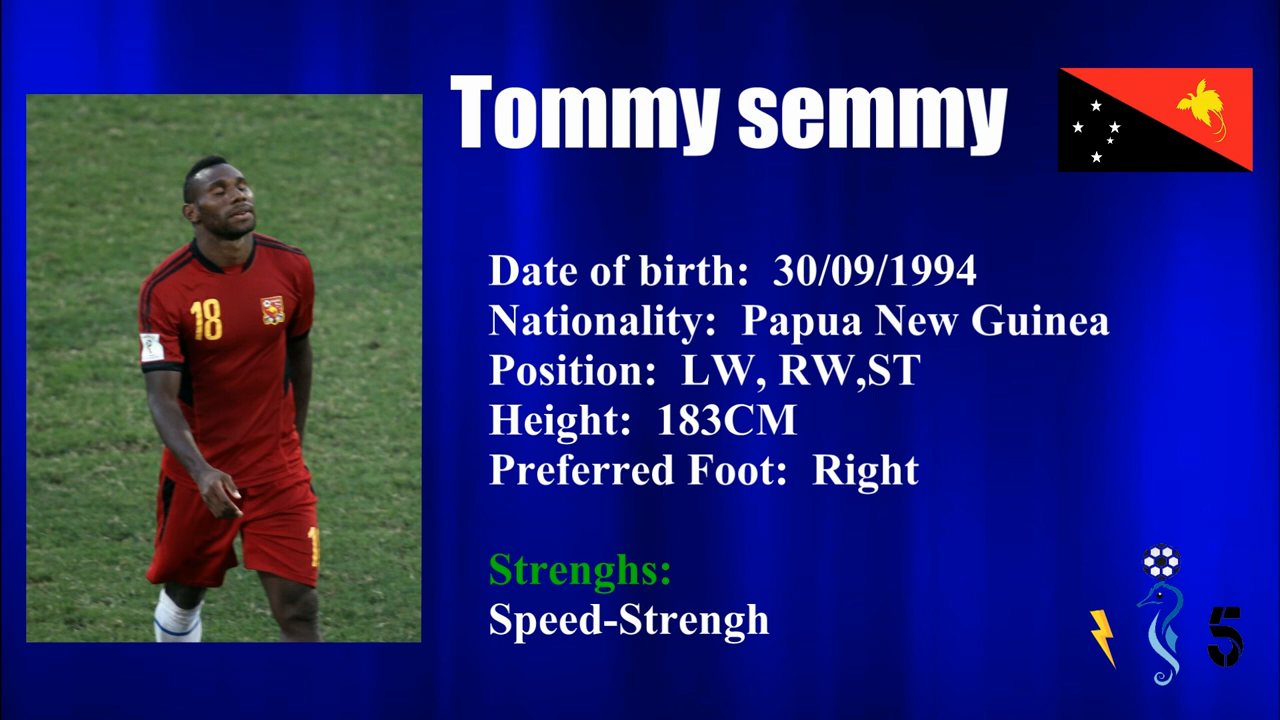 Tommy semmy
18
Date of birth: 30/09/1994
Nationality: Papua New Guinea
Position: LW, RW,ST
Height: 183CM
Preferred Foot: Right
1
Strenghs:
Speed-Strengh
5